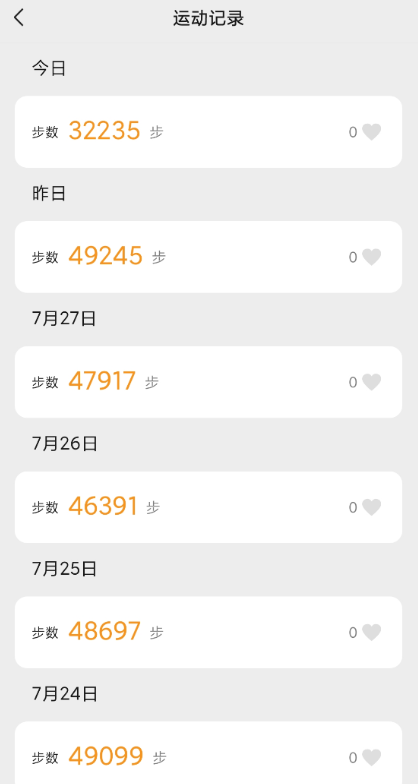 运动记录
今日
步数 32235 步 0
昨日
步数 49245 步 0
7月27日
步数 47917 步 0
7月26日
步数 46391 步 0
7月25日
步数 48697 步 0
7月24日
步数 49099 步 0